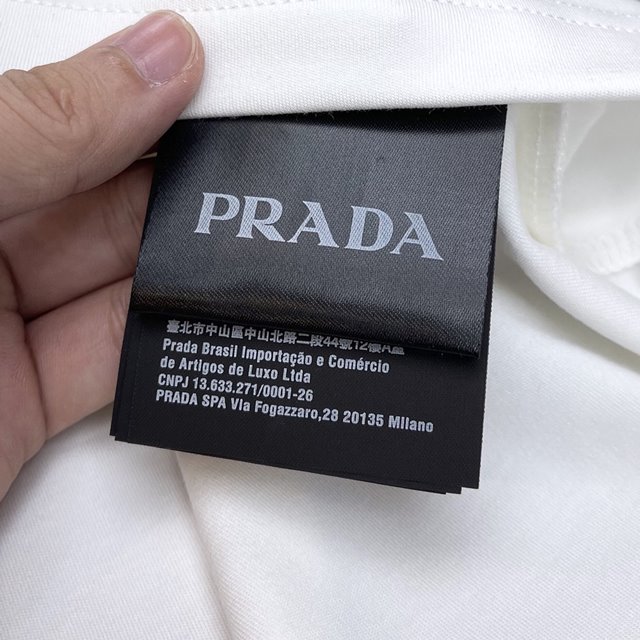 PRADA
臺北市中山區中山北路二段44號12樓A室
Prada Brasil Importação e Comércio
de Artigos de Luxo Ltda
CNPJ 13.633.271/0001-26
PRADA SPA Via Fogazzaro,28 20135 Milano